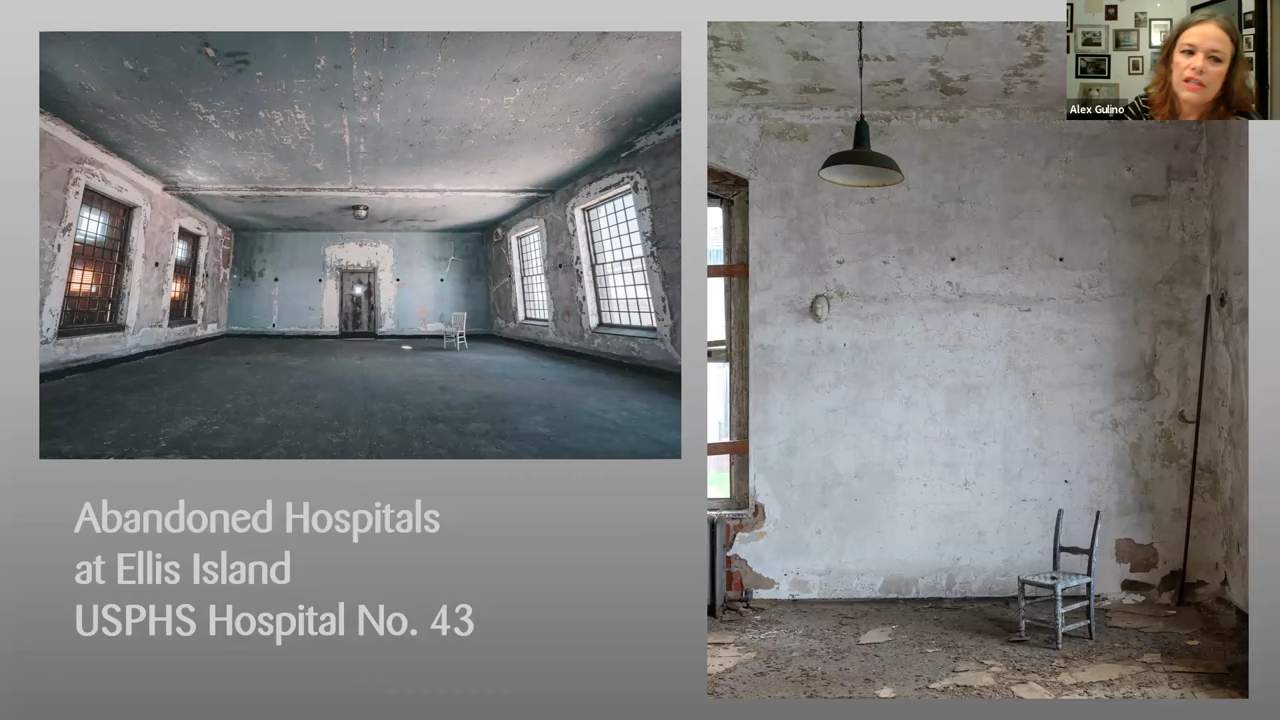 Alex Gulino
Abandoned Hospitals
at Ellis Island
USPHS Hospital No. 43